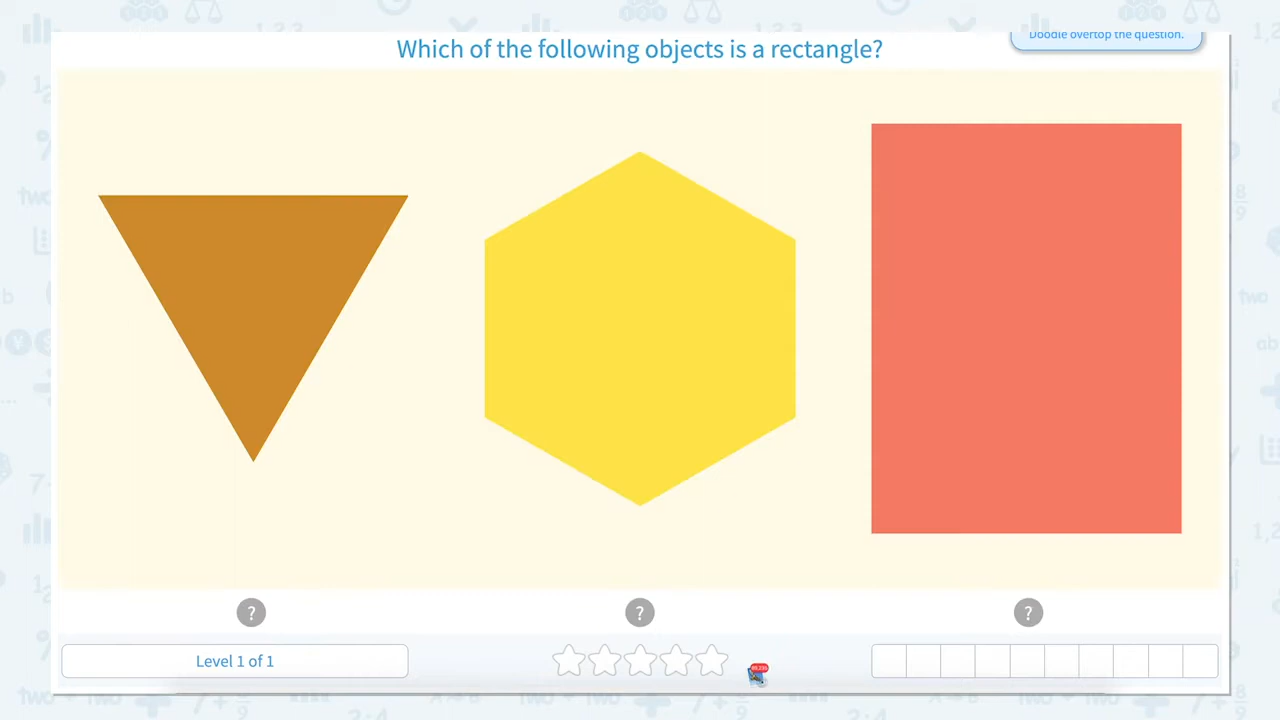 Doodle overtop the question.
Which of the following objects is a rectangle?
? ? ?
Level 1 of 1